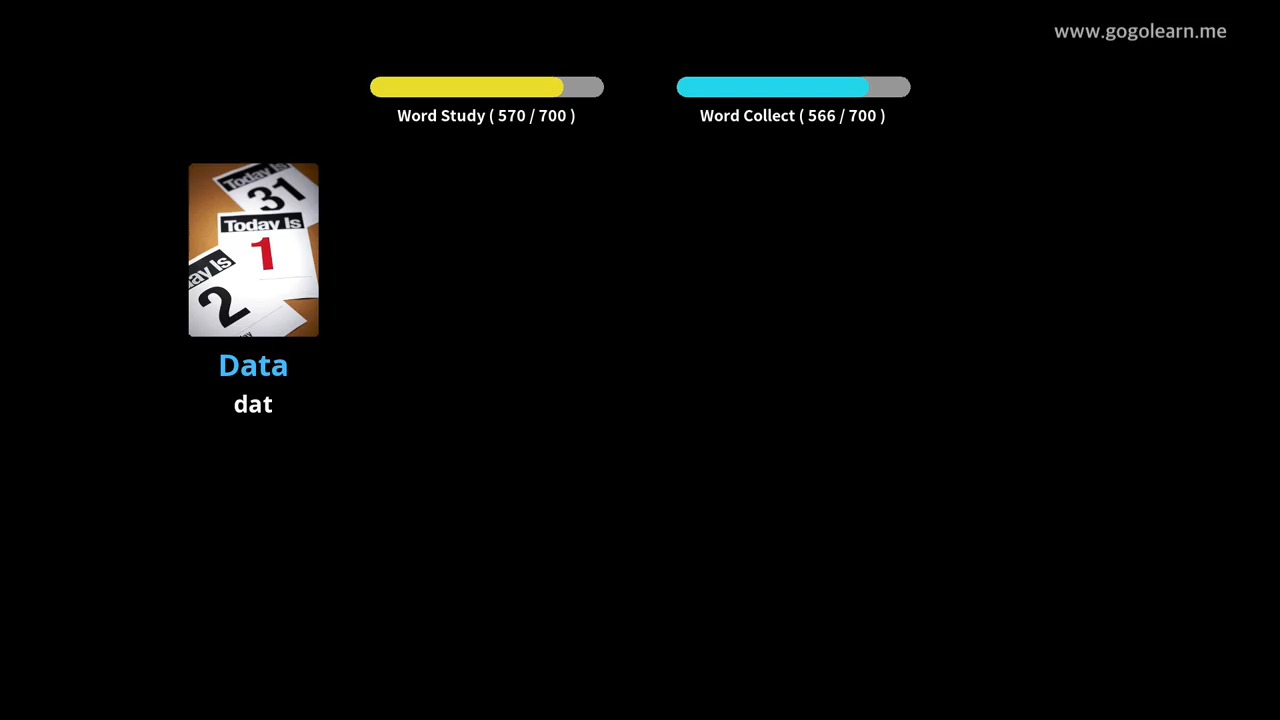 www.gogolearn.me
Word Study ( 570 / 700 )
Word Collect ( 566 / 700 )
Today Is
31
Today Is
1
ay Is
2
Data
dat